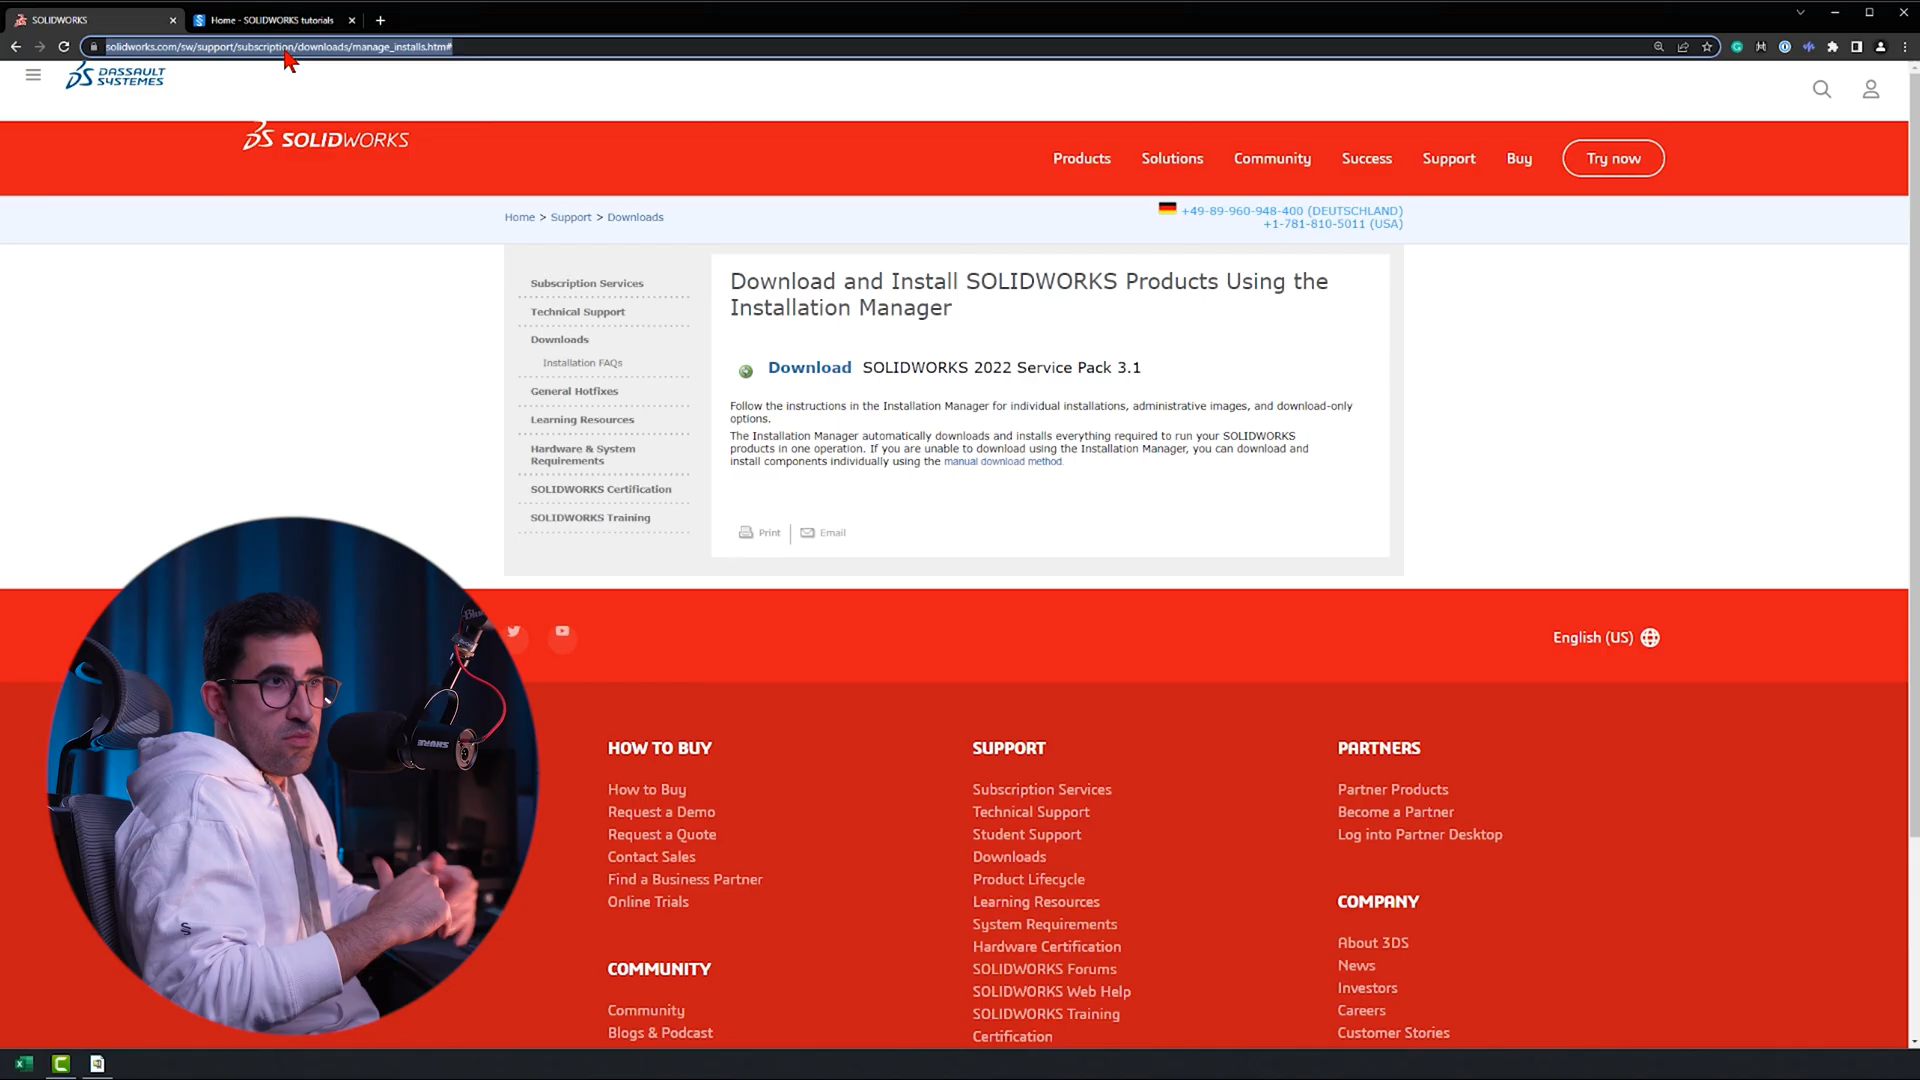 SOLIDWORKS
Home - SOLIDWORKS tutorials
solidworks.com/sw/support/subscription/downloads/manage_installs.htm#
DASSAULT
SYSTEMES
SOLIDWORKS
Products
Solutions
Community
Success
Support
Buy
Try now
Home > Support > Downloads
+49-89-960-948-400 (DEUTSCHLAND)
+1-781-810-5011 (USA)
Subscription Services
Technical Support
Downloads
Installation FAQs
General Hotfixes
Learning Resources
Hardware & System
Requirements
SOLIDWORKS Certification
SOLIDWORKS Training
Download and Install SOLIDWORKS Products Using the
Installation Manager
Download SOLIDWORKS 2022 Service Pack 3.1
Follow the instructions in the Installation Manager for individual installations, administrative images, and download-only
options.
The Installation Manager automatically downloads and installs everything required to run your SOLIDWORKS
products in one operation. If you are unable to download using the Installation Manager, you can download and
install components individually using the manual download method.
Print
Email
English (US)
HOW TO BUY
How to Buy
Request a Demo
Request a Quote
Contact Sales
Find a Business Partner
Online Trials
COMMUNITY
Community
Blogs & Podcast
SUPPORT
Subscription Services
Technical Support
Student Support
Downloads
Product Lifecycle
Learning Resources
System Requirements
Hardware Certification
SOLIDWORKS Forums
SOLIDWORKS Web Help
SOLIDWORKS Training
Certification
PARTNERS
Partner Products
Become a Partner
Log into Partner Desktop
COMPANY
About 3DS
News
Investors
Careers
Customer Stories
SHURE